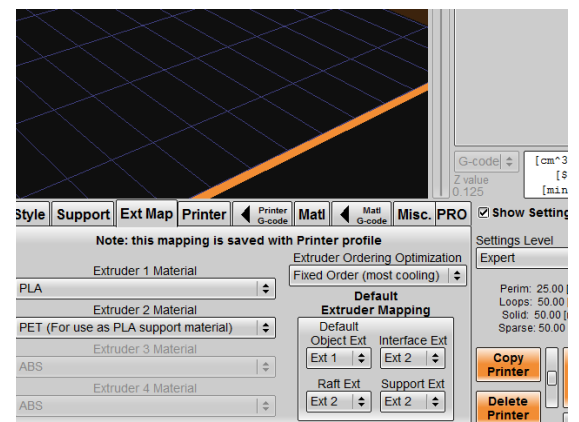 G-code
[cm^3
Z value
[$
0.125
[min
Style Support Ext Map Printer Printer G-code Matl Matl G-code Misc. PRO
Show Setting
Note: this mapping is saved with Printer profile
Settings Level
Extruder 1 Material
Extruder Ordering Optimization
Expert
PLA
Fixed Order (most cooling)
Extruder 2 Material
Default
Extruder Mapping
PET (For use as PLA support material)
Default
Object Ext
Interface Ext
Extruder 3 Material
Ext 1
Ext 2
ABS
Raft Ext
Support Ext
Extruder 4 Material
Ext 2
Ext 2
ABS
Perim: 25.00 [
Loops: 50.00 [
Solid: 50.00 [
Sparse: 50.00
Copy
Printer
Delete
Printer